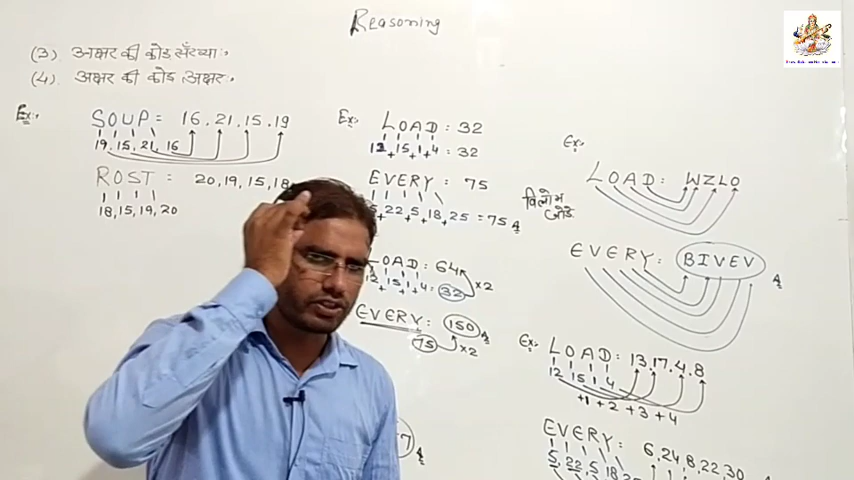 Reasoning
(3) अक्षर की कोड सँख्या :
(4). अक्षर की कोड अक्षर .
Ex:-
SOUP = 16. 21. 15. 19
19, 15, 21, 16
ROST : 20, 19, 15, 18
18, 15, 19, 20
Ex:-
LOAD : 32
12+15+1+4 = 32
EVERY : 75
5+22+5+18+25 = 75 A
OAD : 64
12+15+1+4: 32 ×2
EVERY : 150 A
75 ×2
7 A
Ex:-
LOAD : WZLO
विलोम
जोडे
EVERY : BIVEV A
Ex:-
LOAD : 13. 17. 4. 8
12 15 1 4
+1 +2 +3 +4
EVERY : 6, 24, 8, 22, 30
5, 22, 5 18 25